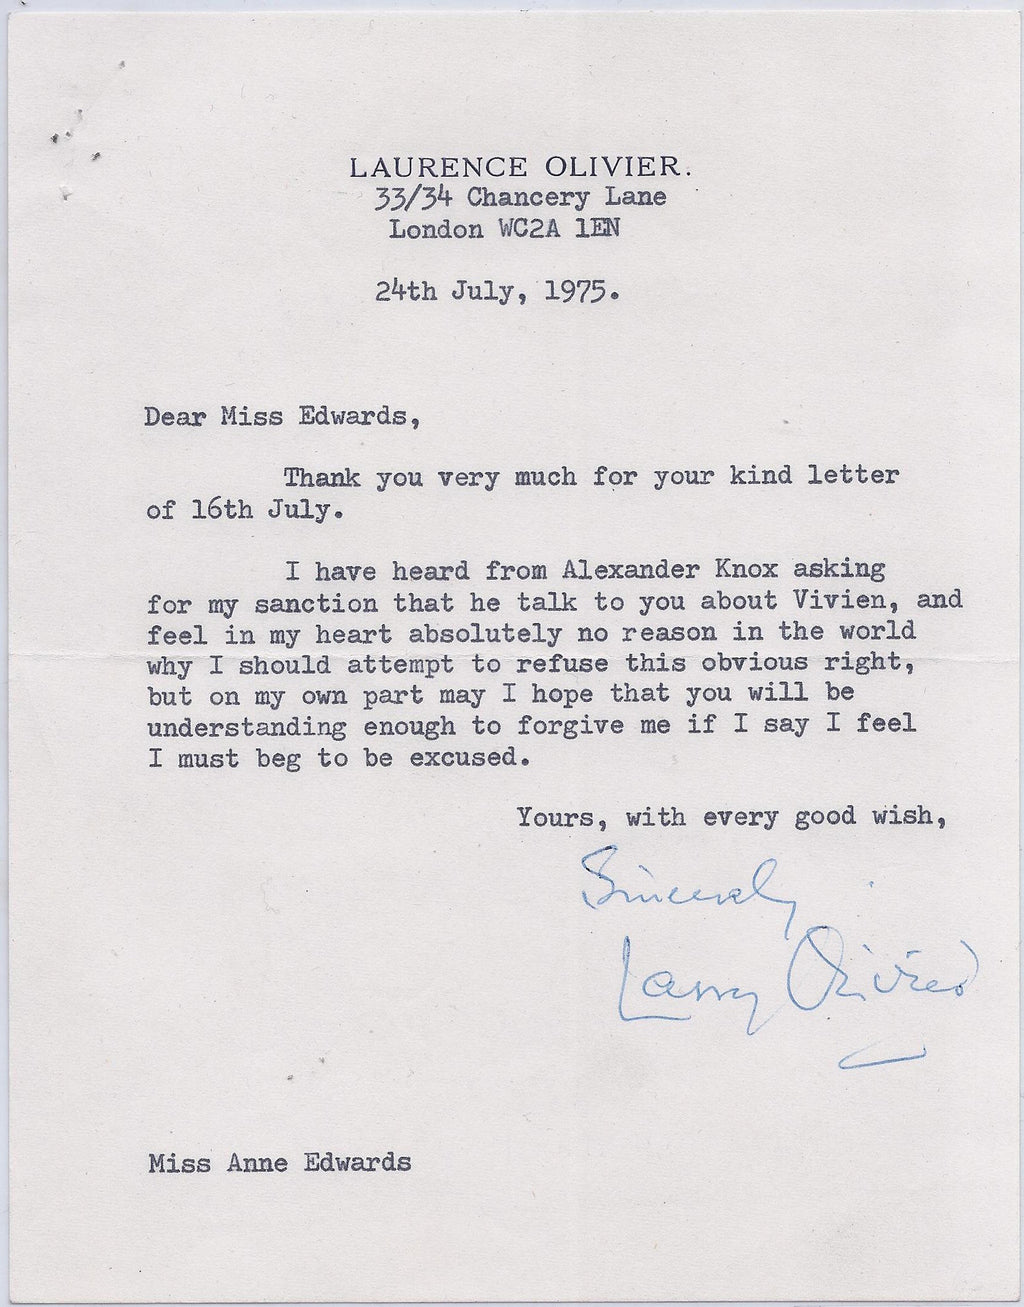 LAURENCE OLIVIER.
33/34 Chancery Lane
London WC2A 1EN
24th July, 1975.
Dear Miss Edwards,
Thank you very much for your kind letter
of 16th July.
I have heard from Alexander Knox asking
for my sanction that he talk to you about Vivien, and
feel in my heart absolutely no reason in the world
why I should attempt to refuse this obvious right,
but on my own part may I hope that you will be
understanding enough to forgive me if I say I feel
I must beg to be excused.
Yours, with every good wish,
Sincerely
Larry Olivier
Miss Anne Edwards